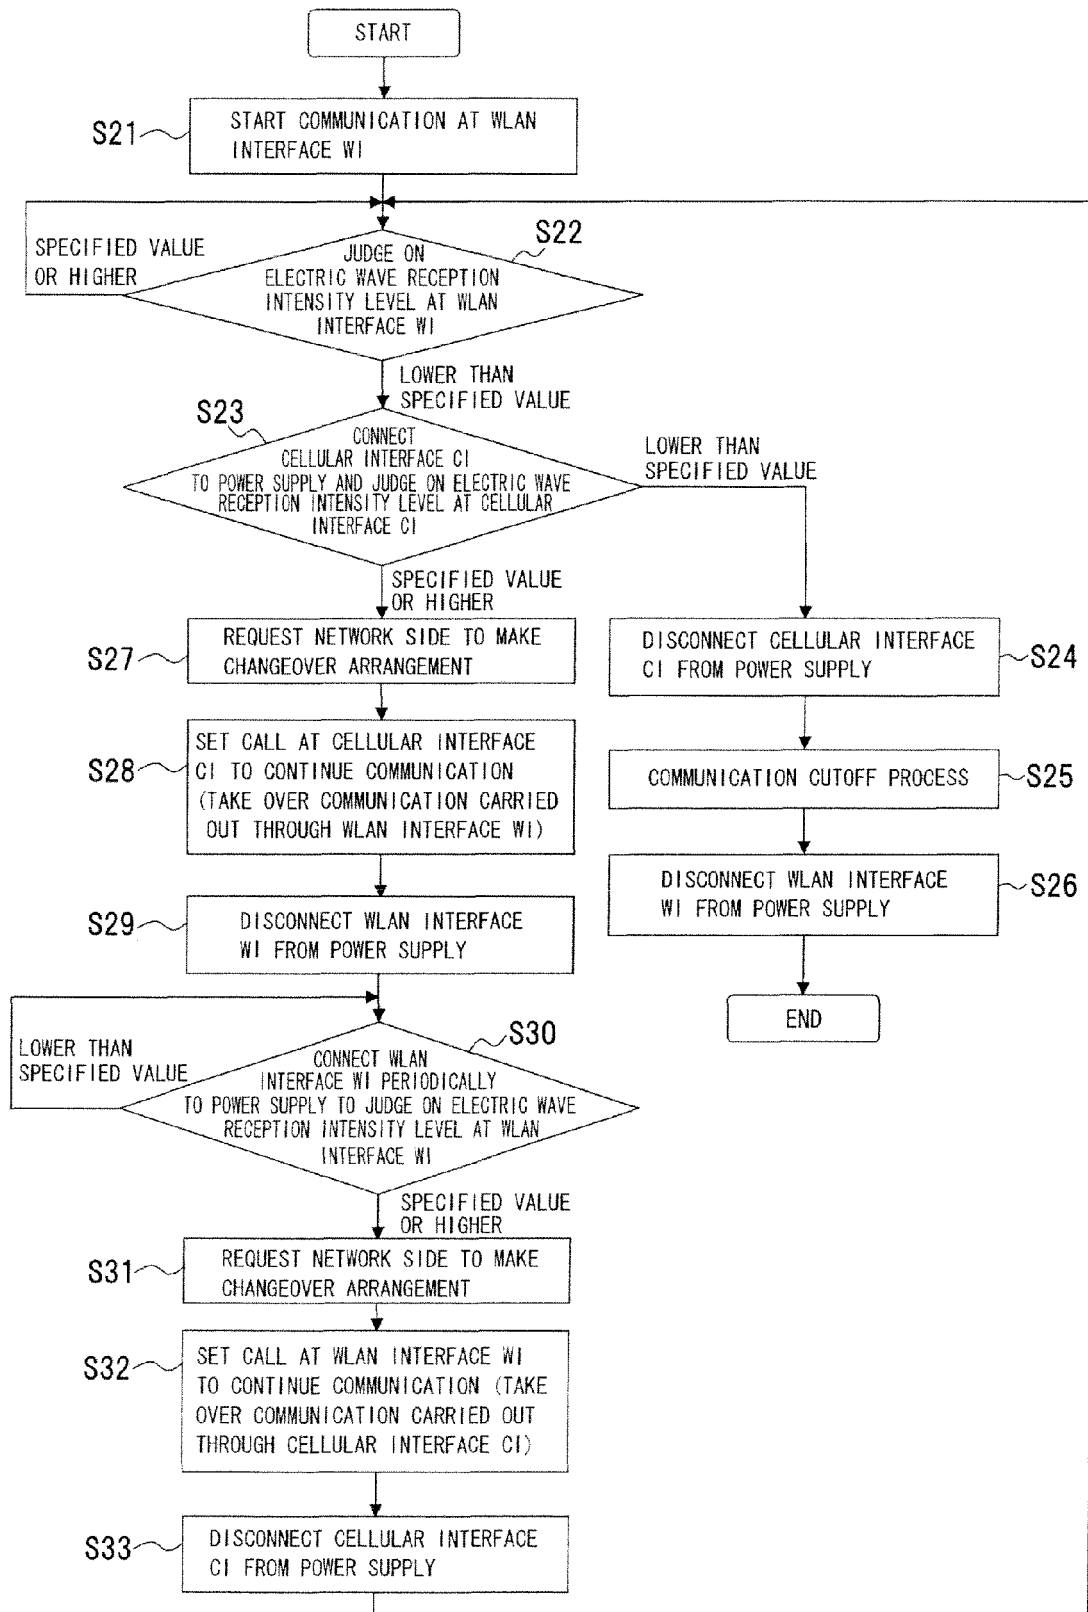 START
S21
START COMMUNICATION AT WLAN
INTERFACE WI
SPECIFIED VALUE
OR HIGHER
S22
JUDGE ON
ELECTRIC WAVE RECEPTION
INTENSITY LEVEL AT WLAN
INTERFACE WI
LOWER THAN
SPECIFIED VALUE
S23
CONNECT
CELLULAR INTERFACE CI
TO POWER SUPPLY AND JUDGE ON ELECTRIC WAVE
RECEPTION INTENSITY LEVEL AT CELLULAR
INTERFACE CI
LOWER THAN
SPECIFIED VALUE
SPECIFIED VALUE
OR HIGHER
S27
REQUEST NETWORK SIDE TO MAKE
CHANGEOVER ARRANGEMENT
DISCONNECT CELLULAR INTERFACE
CI FROM POWER SUPPLY
S24
S28
SET CALL AT CELLULAR INTERFACE
CI TO CONTINUE COMMUNICATION
(TAKE OVER COMMUNICATION CARRIED
OUT THROUGH WLAN INTERFACE WI)
COMMUNICATION CUTOFF PROCESS
S25
DISCONNECT WLAN INTERFACE
WI FROM POWER SUPPLY
S26
S29
DISCONNECT WLAN INTERFACE
WI FROM POWER SUPPLY
END
LOWER THAN
SPECIFIED VALUE
S30
CONNECT WLAN
INTERFACE WI PERIODICALLY
TO POWER SUPPLY TO JUDGE ON ELECTRIC WAVE
RECEPTION INTENSITY LEVEL AT WLAN
INTERFACE WI
SPECIFIED VALUE
OR HIGHER
S31
REQUEST NETWORK SIDE TO MAKE
CHANGEOVER ARRANGEMENT
S32
SET CALL AT WLAN INTERFACE WI
TO CONTINUE COMMUNICATION (TAKE
OVER COMMUNICATION CARRIED OUT
THROUGH CELLULAR INTERFACE CI)
S33
DISCONNECT CELLULAR INTERFACE
CI FROM POWER SUPPLY